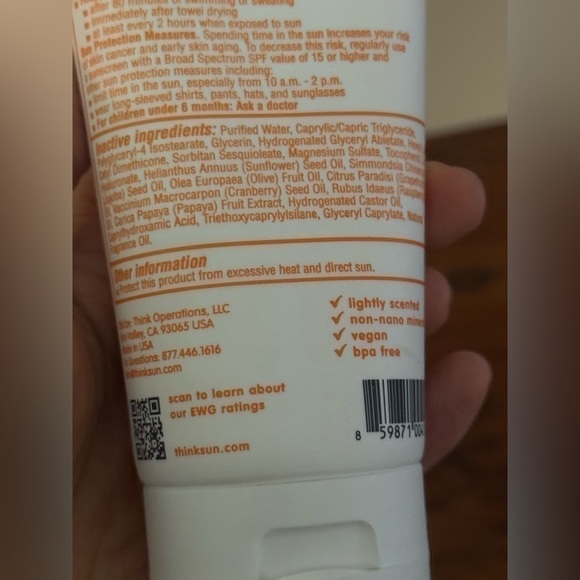 after 80 minutes of swimming or sweating
• immediately after towel drying
• at least every 2 hours when exposed to sun
Protection Measures. Spending time in the sun increases your risk
of skin cancer and early skin aging. To decrease this risk, regularly use
sunscreen with a Broad Spectrum SPF value of 15 or higher and
other sun protection measures including:
• limit time in the sun, especially from 10 a.m. - 2 p.m.
• wear long-sleeved shirts, pants, hats, and sunglasses
• For children under 6 months: Ask a doctor
Inactive ingredients: Purified Water, Caprylic/Capric Triglyceride,
Polyglyceryl-4 Isostearate, Glycerin, Hydrogenated Glyceryl Abietate,
Dimethicone, Sorbitan Sesquioleate, Magnesium Sulfate,
Helianthus Annuus (Sunflower) Seed Oil, Simmondsia
Seed Oil, Olea Europaea (Olive) Fruit Oil, Citrus Paradisi
Vaccinium Macrocarpon (Cranberry) Seed Oil, Rubus Idaeus
Carica Papaya (Papaya) Fruit Extract, Hydrogenated Castor Oil,
Acid, Triethoxycaprylylsilane, Glyceryl Caprylate,
Fragrance Oil.
Other information
• Protect this product from excessive heat and direct sun.
Think Operations, LLC
Valley, CA 93065 USA
in USA
Questions: 877.446.1616
thinksun.com
✓ lightly scented
✓ non-nano
✓ vegan
✓ bpa free
scan to learn about
our EWG ratings
thinksun.com
8 59871 00